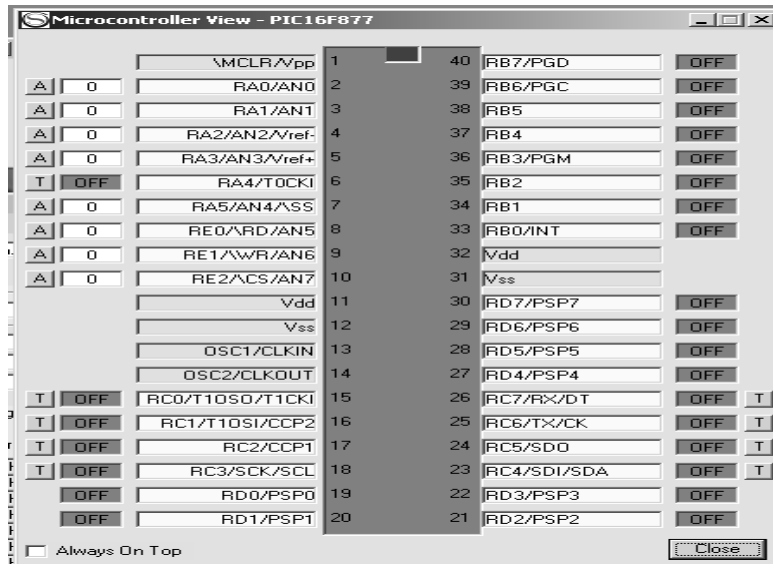 Microcontroller View - PIC16F877
\MCLR/Vpp 1 40 RB7/PGD OFF
A 0 RA0/AN0 2 39 RB6/PGC OFF
A 0 RA1/AN1 3 38 RB5 OFF
A 0 RA2/AN2/Vref- 4 37 RB4 OFF
A 0 RA3/AN3/Vref+ 5 36 RB3/PGM OFF
T OFF RA4/T0CKI 6 35 RB2 OFF
A 0 RA5/AN4/\SS 7 34 RB1 OFF
A 0 RE0/\RD/AN5 8 33 RB0/INT OFF
A 0 RE1/\WR/AN6 9 32 Vdd
A 0 RE2/\CS/AN7 10 31 Vss
Vdd 11 30 RD7/PSP7 OFF
Vss 12 29 RD6/PSP6 OFF
OSC1/CLKIN 13 28 RD5/PSP5 OFF
OSC2/CLKOUT 14 27 RD4/PSP4 OFF
T OFF RC0/T1OSO/T1CKI 15 26 RC7/RX/DT OFF T
T OFF RC1/T1OSI/CCP2 16 25 RC6/TX/CK OFF T
T OFF RC2/CCP1 17 24 RC5/SDO OFF T
T OFF RC3/SCK/SCL 18 23 RC4/SDI/SDA OFF T
OFF RD0/PSP0 19 22 RD3/PSP3 OFF
OFF RD1/PSP1 20 21 RD2/PSP2 OFF
Always On Top Close